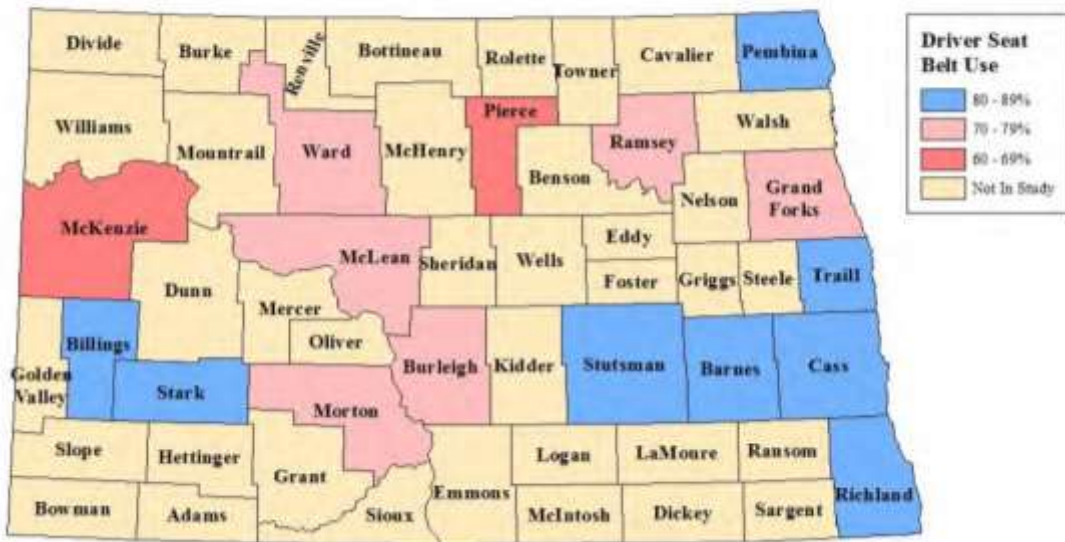 Divide
Burke
Renville
Bottineau
Rolette
Towner
Cavalier
Pembina
Williams
Mountrail
Ward
McHenry
Pierce
Benson
Ramsey
Walsh
Nelson
Grand
Forks
McKenzie
Dunn
McLean
Sheridan
Wells
Eddy
Foster
Griggs
Steele
Traill
Mercer
Oliver
Billings
Golden
Valley
Stark
Morton
Burleigh
Kidder
Stutsman
Barnes
Cass
Slope
Hettinger
Grant
Logan
LaMoure
Ransom
Richland
Bowman
Adams
Sioux
Emmons
McIntosh
Dickey
Sargent
Driver Seat
Belt Use
80 - 89%
70 - 79%
60 - 69%
Not In Study